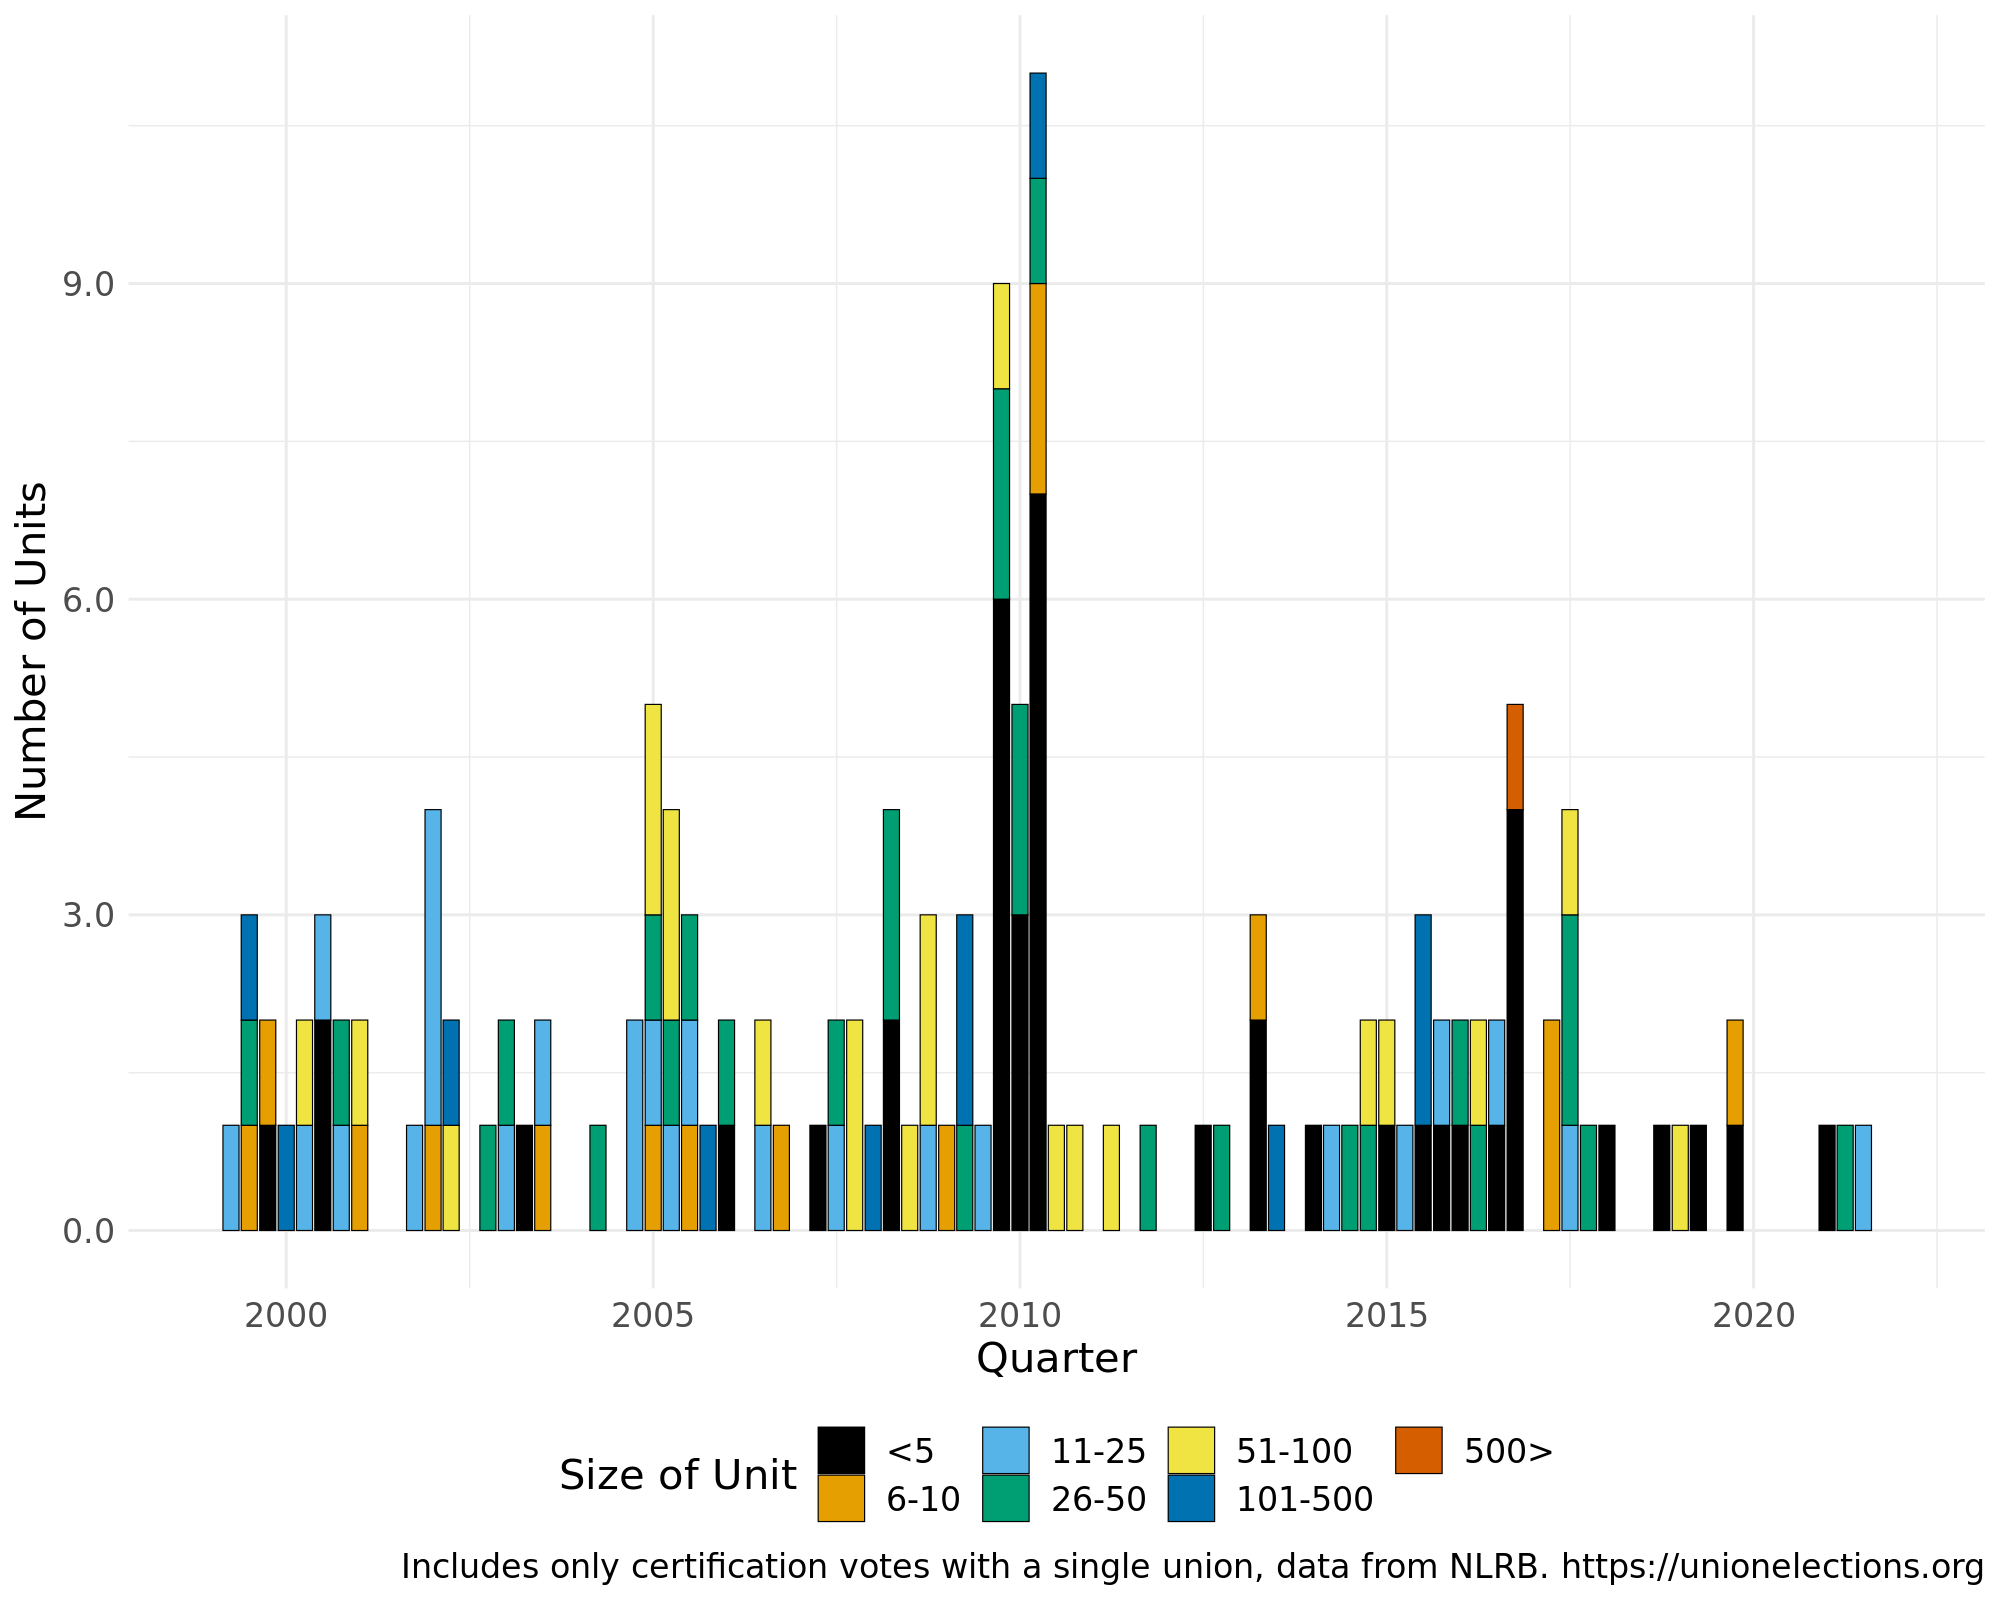 Number of Units
9.0
6.0
3.0
0.0
2000 2005 2010 2015 2020
Quarter
Size of Unit
<5 11-25 51-100 500>
6-10 26-50 101-500
Includes only certification votes with a single union, data from NLRB. https://unionelections.org